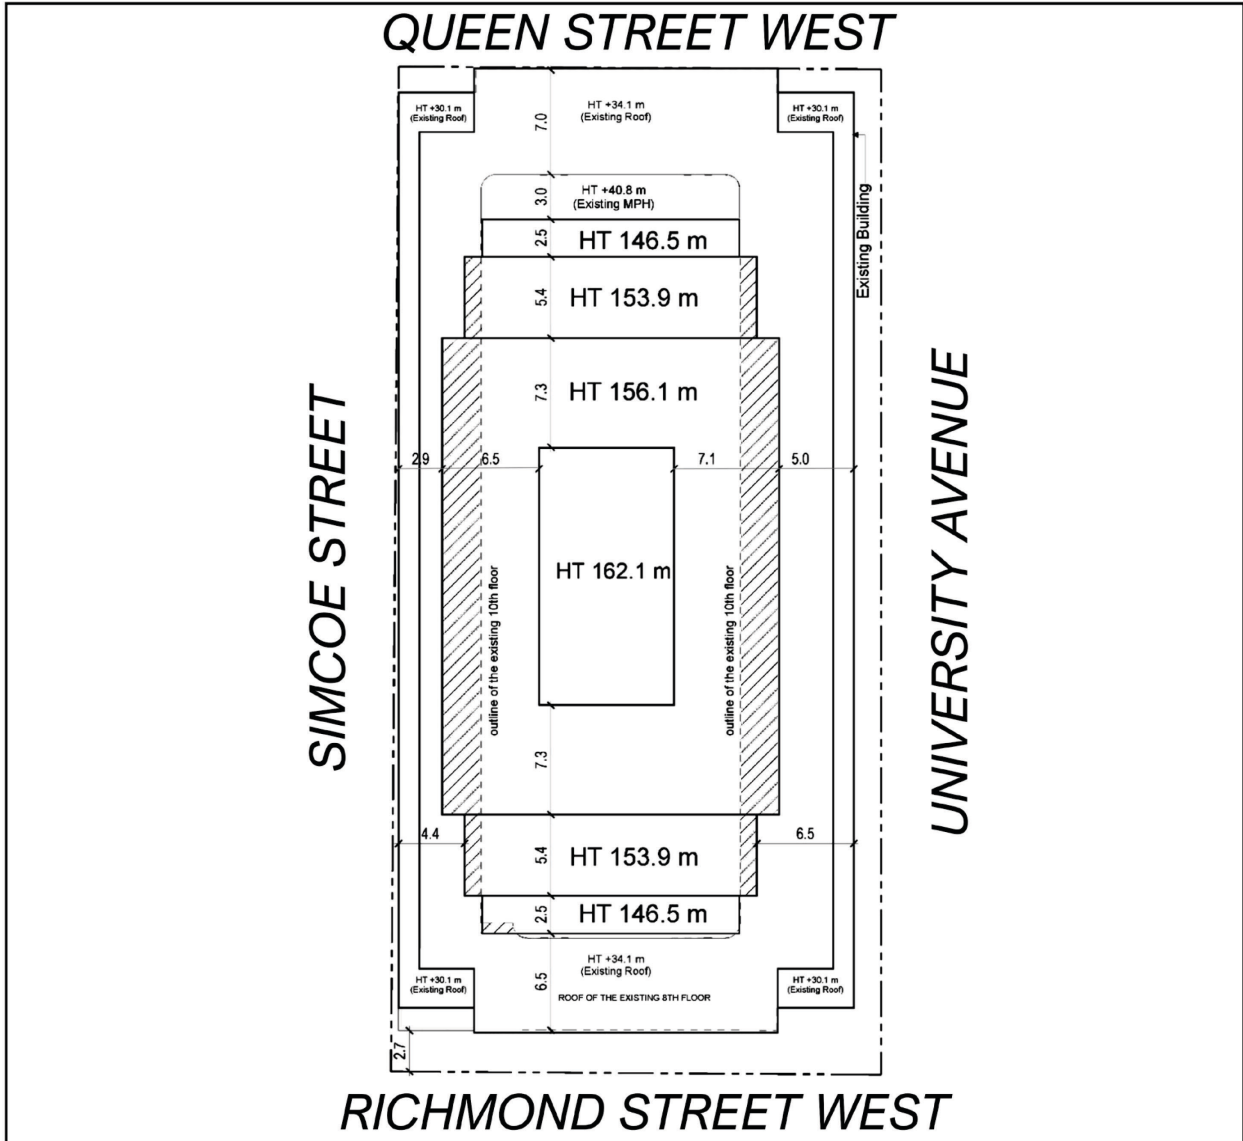 QUEEN STREET WEST
HT +30.1 m
(Existing Roof)
HT +34.1 m
(Existing Roof)
HT +30.1 m
(Existing Roof)
7.0
Existing Building
HT +40.8 m
(Existing MPH)
3.0
HT 146.5 m
2.5
HT 153.9 m
5.4
HT 156.1 m
7.3
2.9
6.5
7.1
5.0
SIMCOE STREET
UNIVERSITY AVENUE
HT 162.1 m
outline of the existing 10th floor
outline of the existing 10th floor
7.3
4.4
6.5
HT 153.9 m
5.4
HT 146.5 m
2.5
HT +34.1 m
(Existing Roof)
6.5
HT +30.1 m
(Existing Roof)
HT +30.1 m
(Existing Roof)
ROOF OF THE EXISTING 8TH FLOOR
2.7
RICHMOND STREET WEST